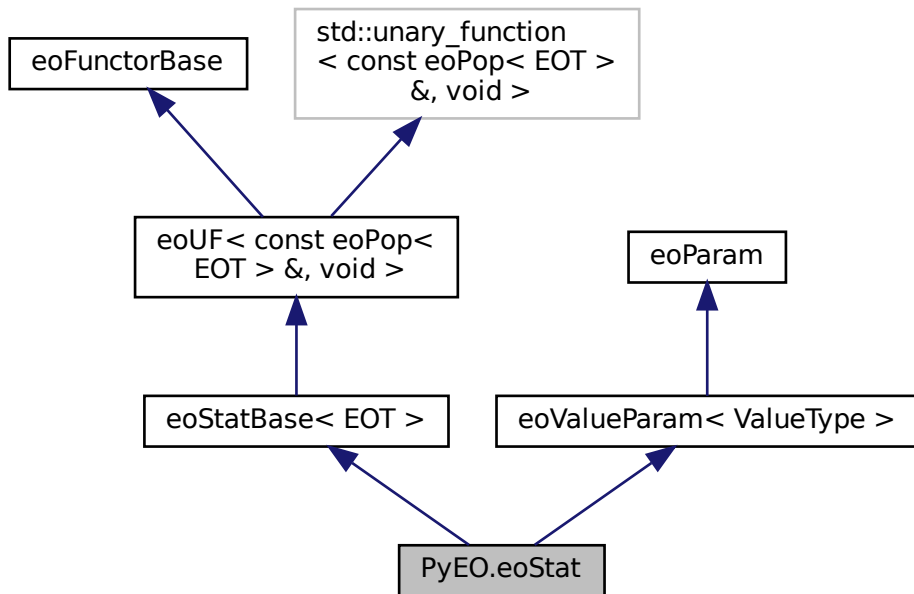 eoFunctorBase
std::unary_function
< const eoPop< EOT >
&, void >
eoUF< const eoPop<
EOT > &, void >
eoParam
eoStatBase< EOT >
eoValueParam< ValueType >
PyEO.eoStat